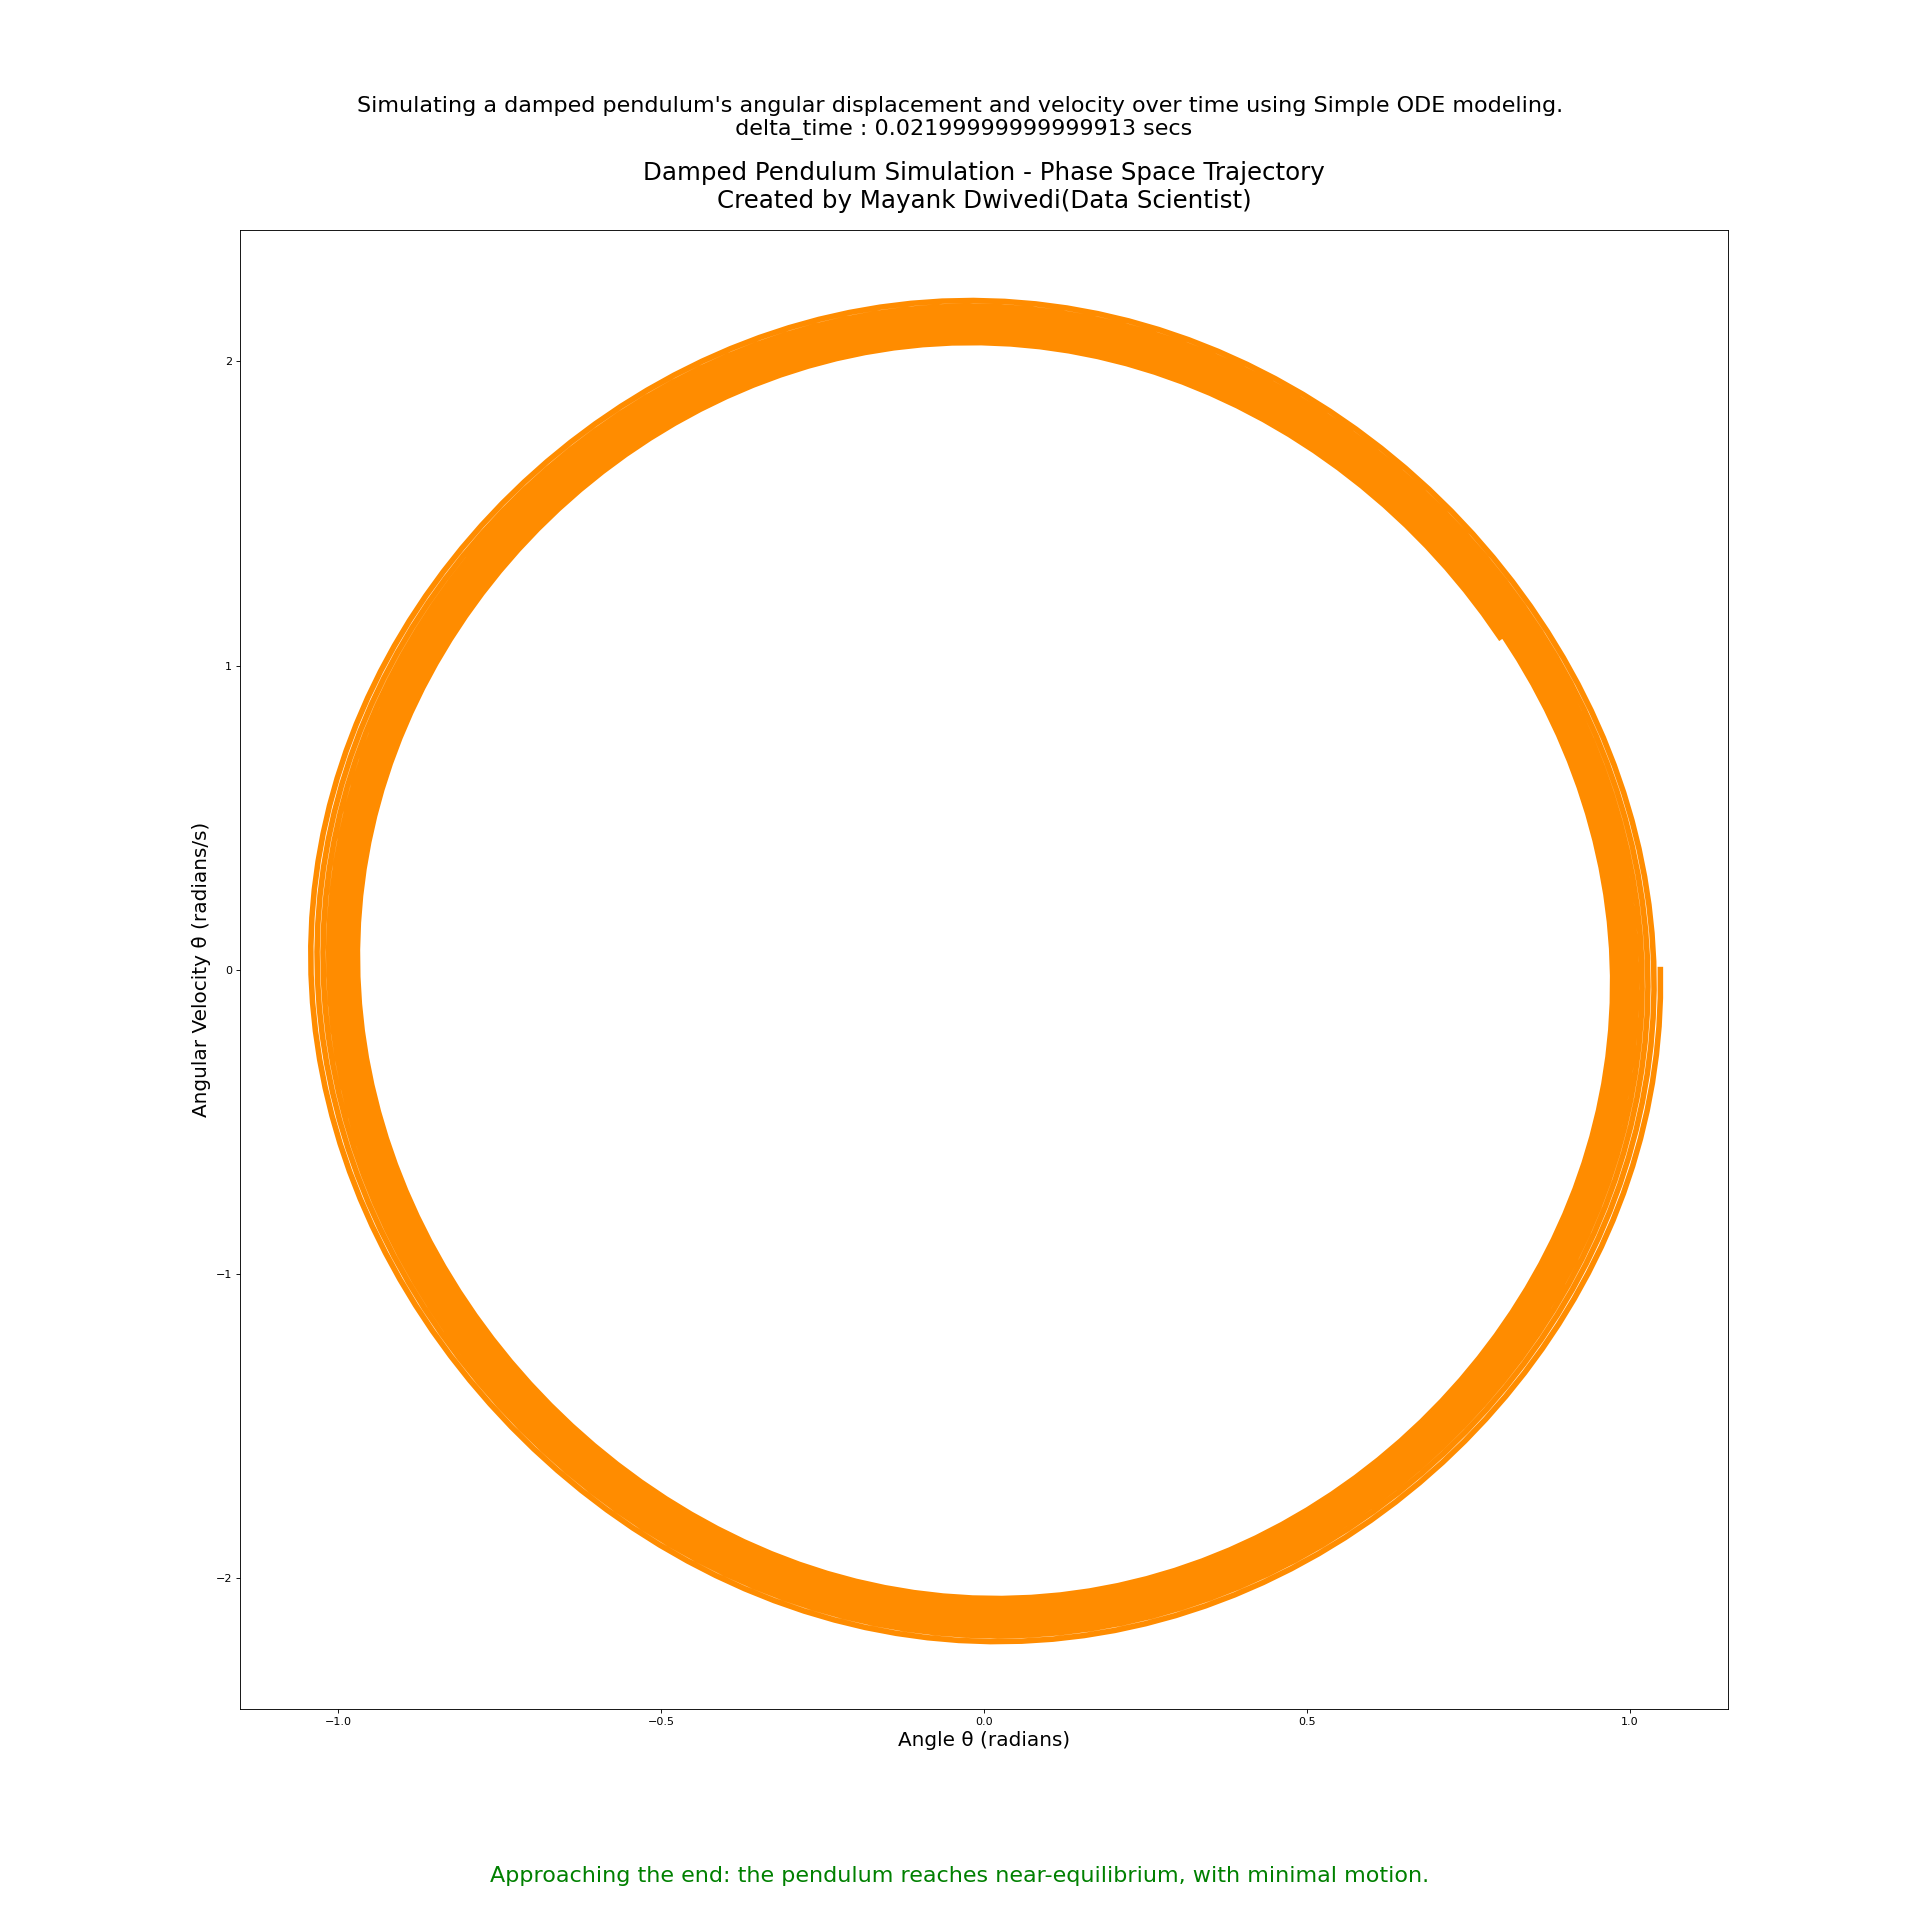 Simulating a damped pendulum's angular displacement and velocity over time using Simple ODE modeling.
delta_time : 0.02199999999999913 secs
Damped Pendulum Simulation - Phase Space Trajectory
Created by Mayank Dwivedi(Data Scientist)
2
1
0
−1
−2
Angular Velocity θ (radians/s)
−1.0
−0.5
0.0
0.5
1.0
Angle θ (radians)
Approaching the end: the pendulum reaches near-equilibrium, with minimal motion.